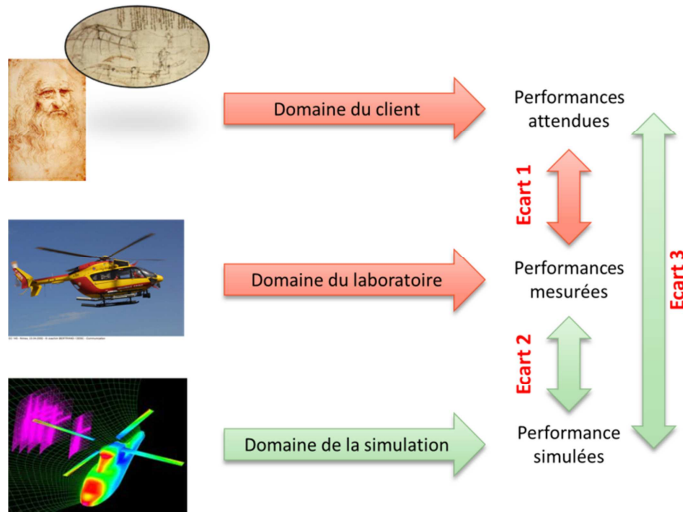 Domaine du client
Performances
attendues
Ecart 1
Domaine du laboratoire
Performances
mesurées
Ecart 3
Ecart 2
Domaine de la simulation
Performance
simulées